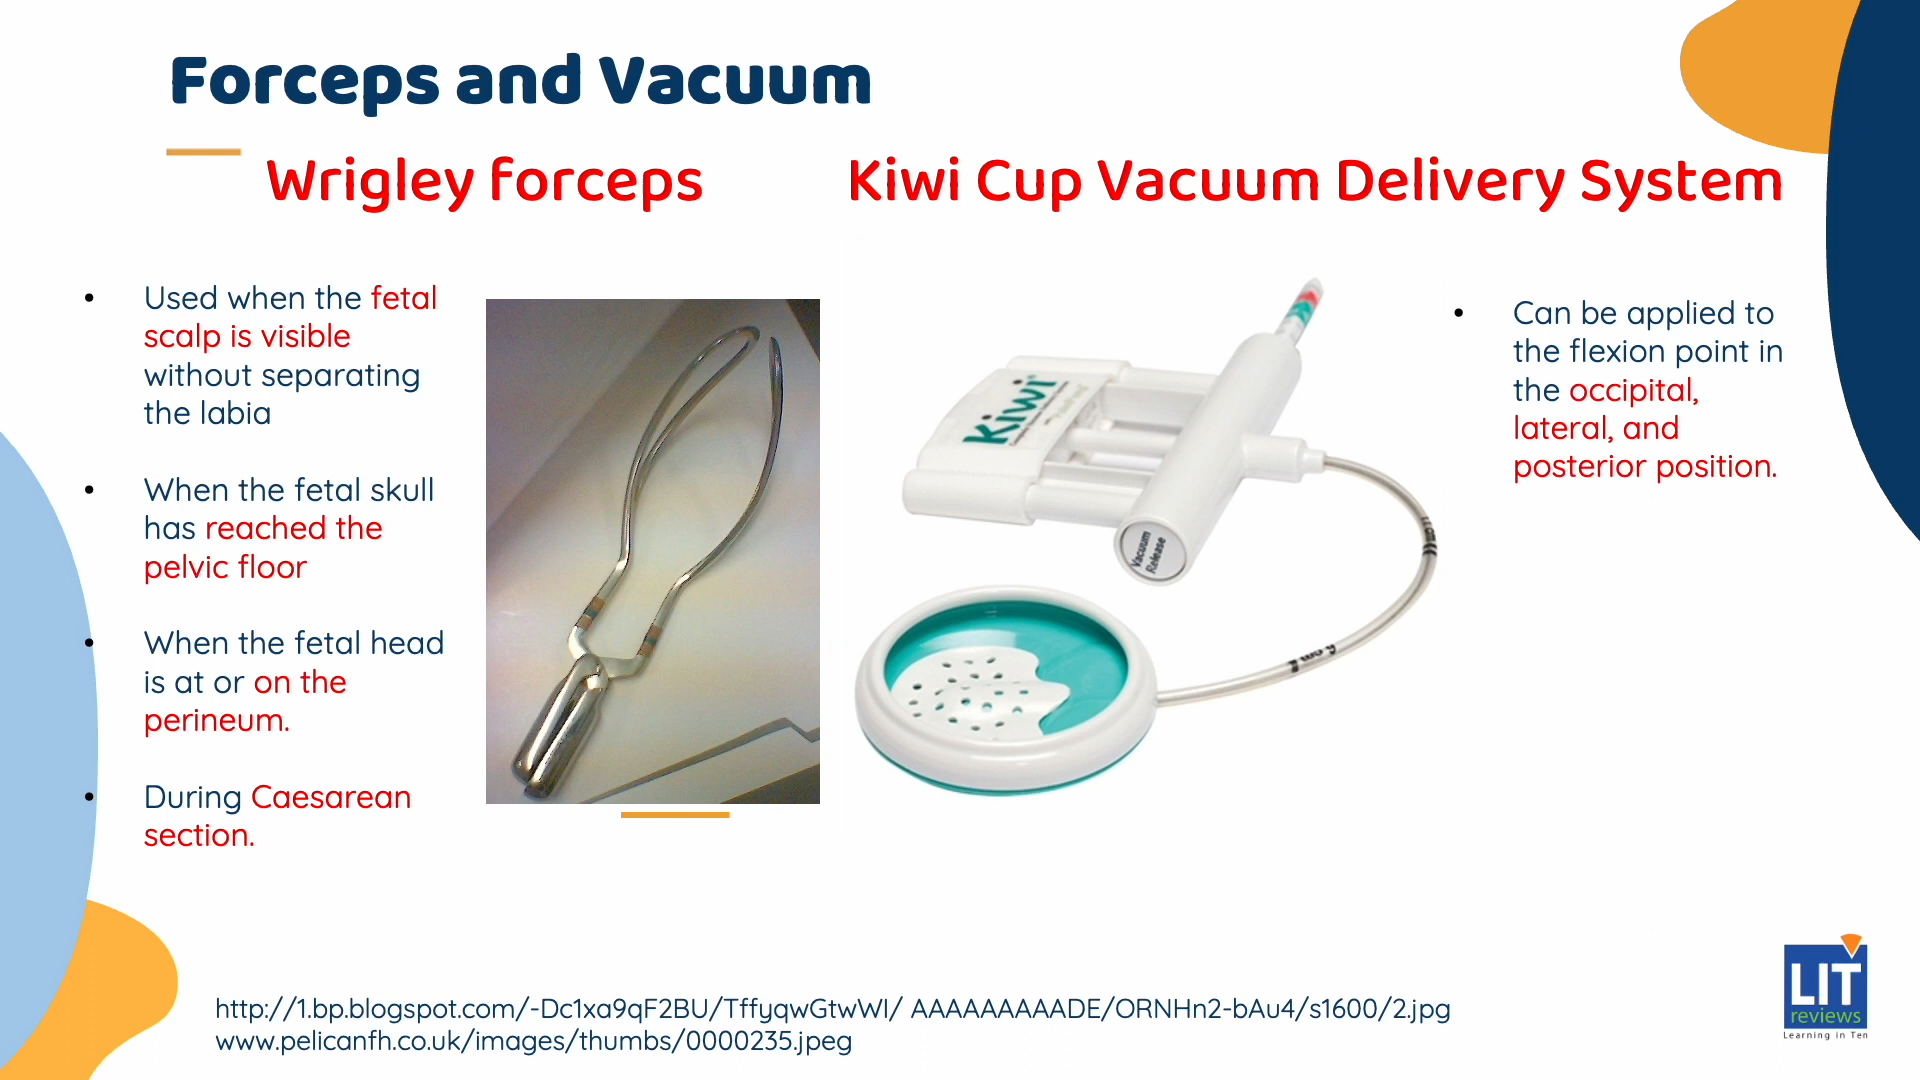 Forceps and Vacuum
Wrigley forceps
Kiwi Cup Vacuum Delivery System
• Used when the fetal
scalp is visible
without separating
the labia
• When the fetal skull
has reached the
pelvic floor
• When the fetal head
is at or on the
perineum.
• During Caesarean
section.
Kiwi
Vacuum
Release
• Can be applied to
the flexion point in
the occipital,
lateral, and
posterior position.
http://1.bp.blogspot.com/-Dc1xa9qF2BU/TffyqwGtwWI/ AAAAAAAAADE/ORNHn2-bAu4/s1600/2.jpg
www.pelicanfh.co.uk/images/thumbs/0000235.jpeg
LIT
reviews
Learning in Ten